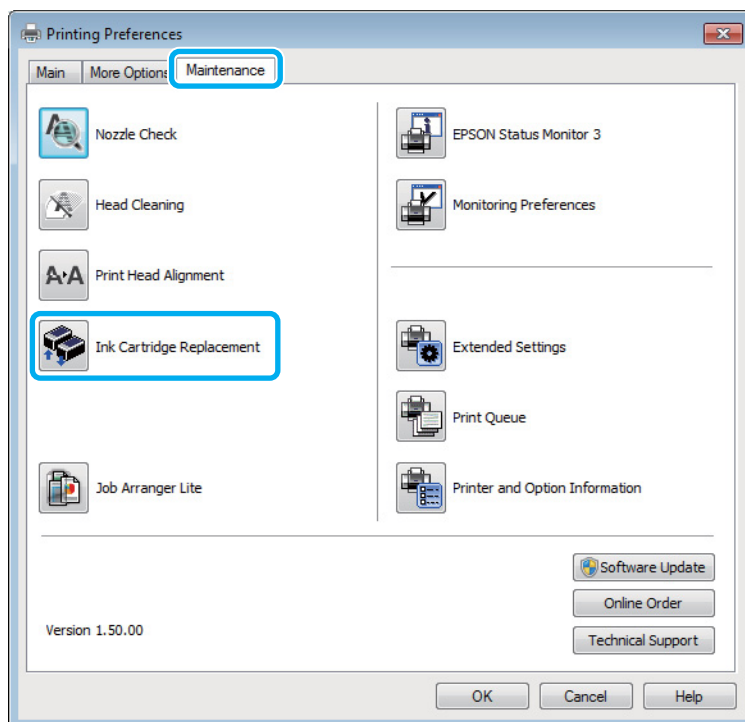 Printing Preferences
Main
More Options
Maintenance
Nozzle Check
Head Cleaning
Print Head Alignment
Ink Cartridge Replacement
Job Arranger Lite
EPSON Status Monitor 3
Monitoring Preferences
Extended Settings
Print Queue
Printer and Option Information
Software Update
Online Order
Technical Support
Version 1.50.00
OK
Cancel
Help